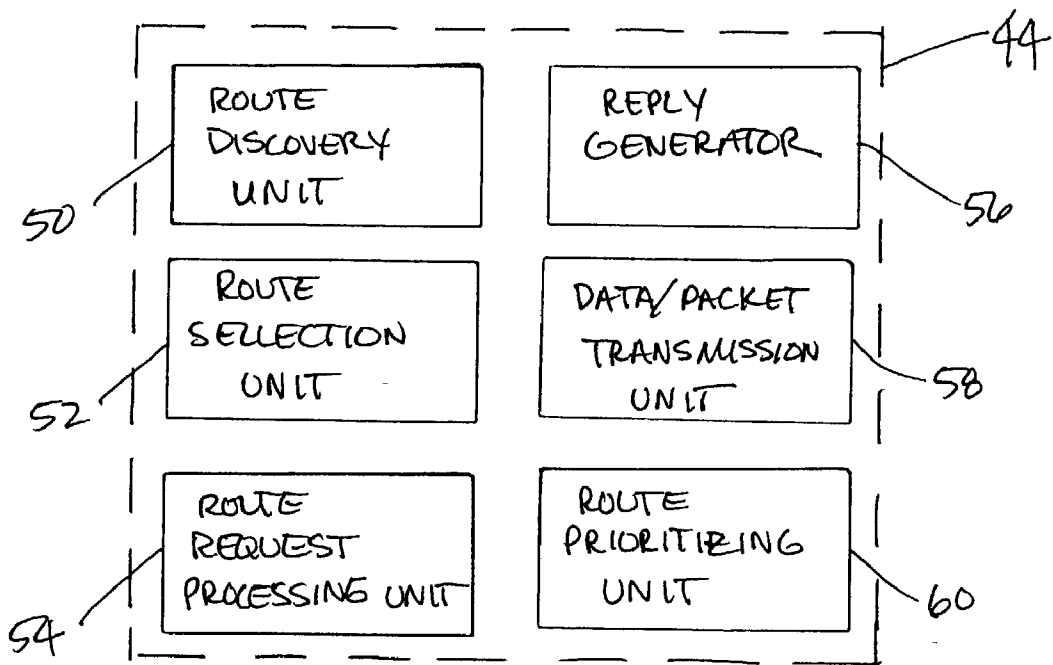 44
ROUTE
DISCOVERY
UNIT
50
REPLY
GENERATOR
56
ROUTE
SELLECTION
UNIT
52
DATA/PACKET
TRANSMISSION
UNIT
58
ROUTE
REQUEST
PROCESSING UNIT
54
ROUTE
PRIORITIZING
UNIT
60